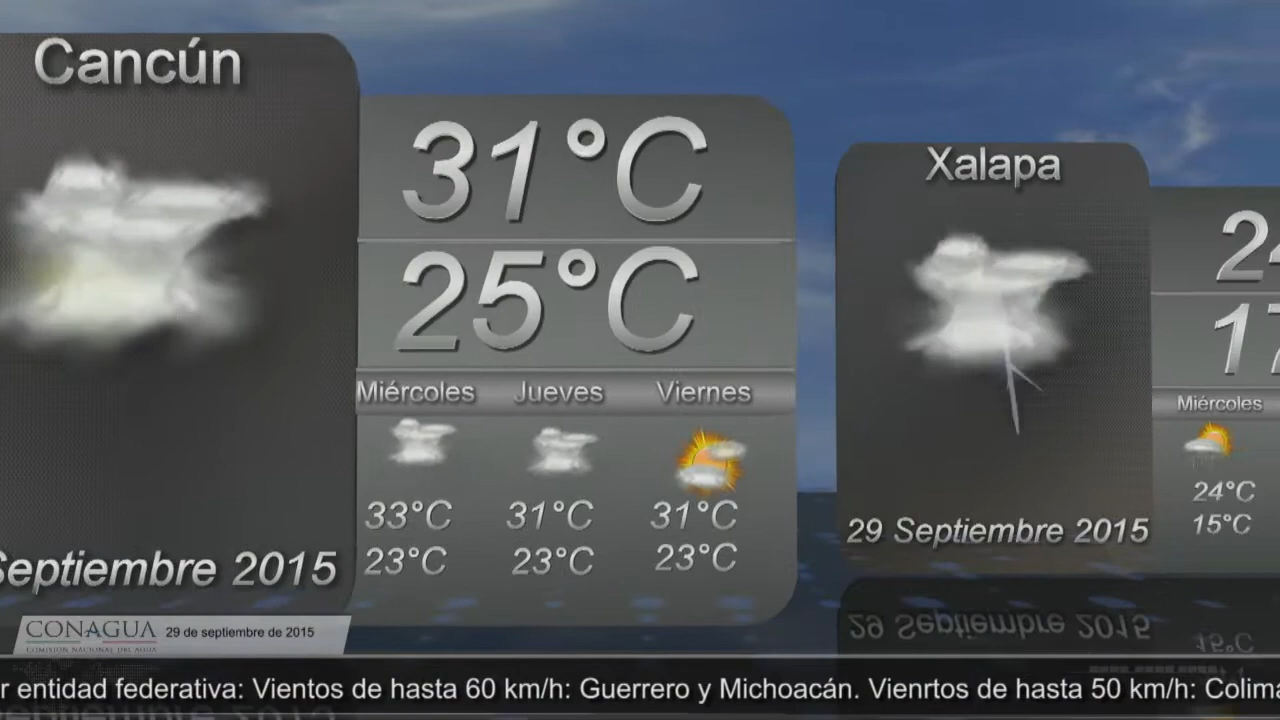 Cancún
31°C
25°C
Miércoles Jueves Viernes
33°C 31°C 31°C
23°C 23°C 23°C
Septiembre 2015
Xalapa
24
17
Miércoles
24°C
15°C
29 Septiembre 2015
CONAGUA 29 de septiembre de 2015
COMISIÓN NACIONAL DEL AGUA
r entidad federativa: Vientos de hasta 60 km/h: Guerrero y Michoacán. Vienrtos de hasta 50 km/h: Colima